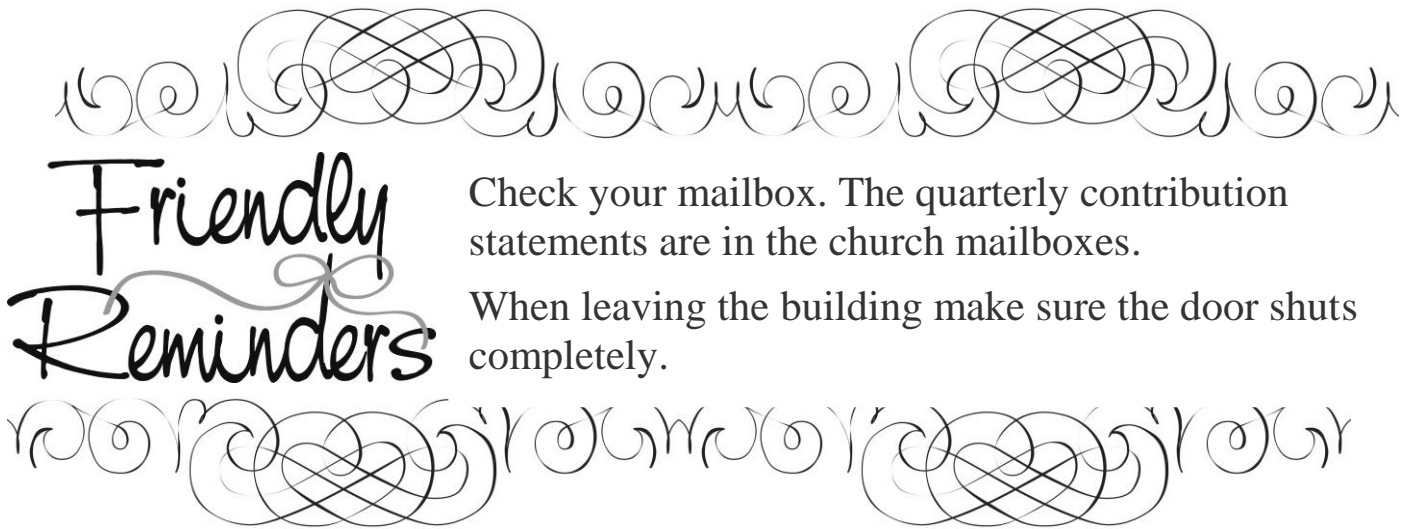 Friendly
Reminders
Check your mailbox. The quarterly contribution
statements are in the church mailboxes.
When leaving the building make sure the door shuts
completely.